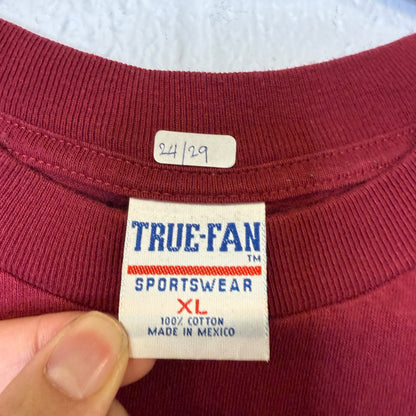 24/29
TRUE-FAN
TM
SPORTSWEAR
XL
100% COTTON
MADE IN MEXICO